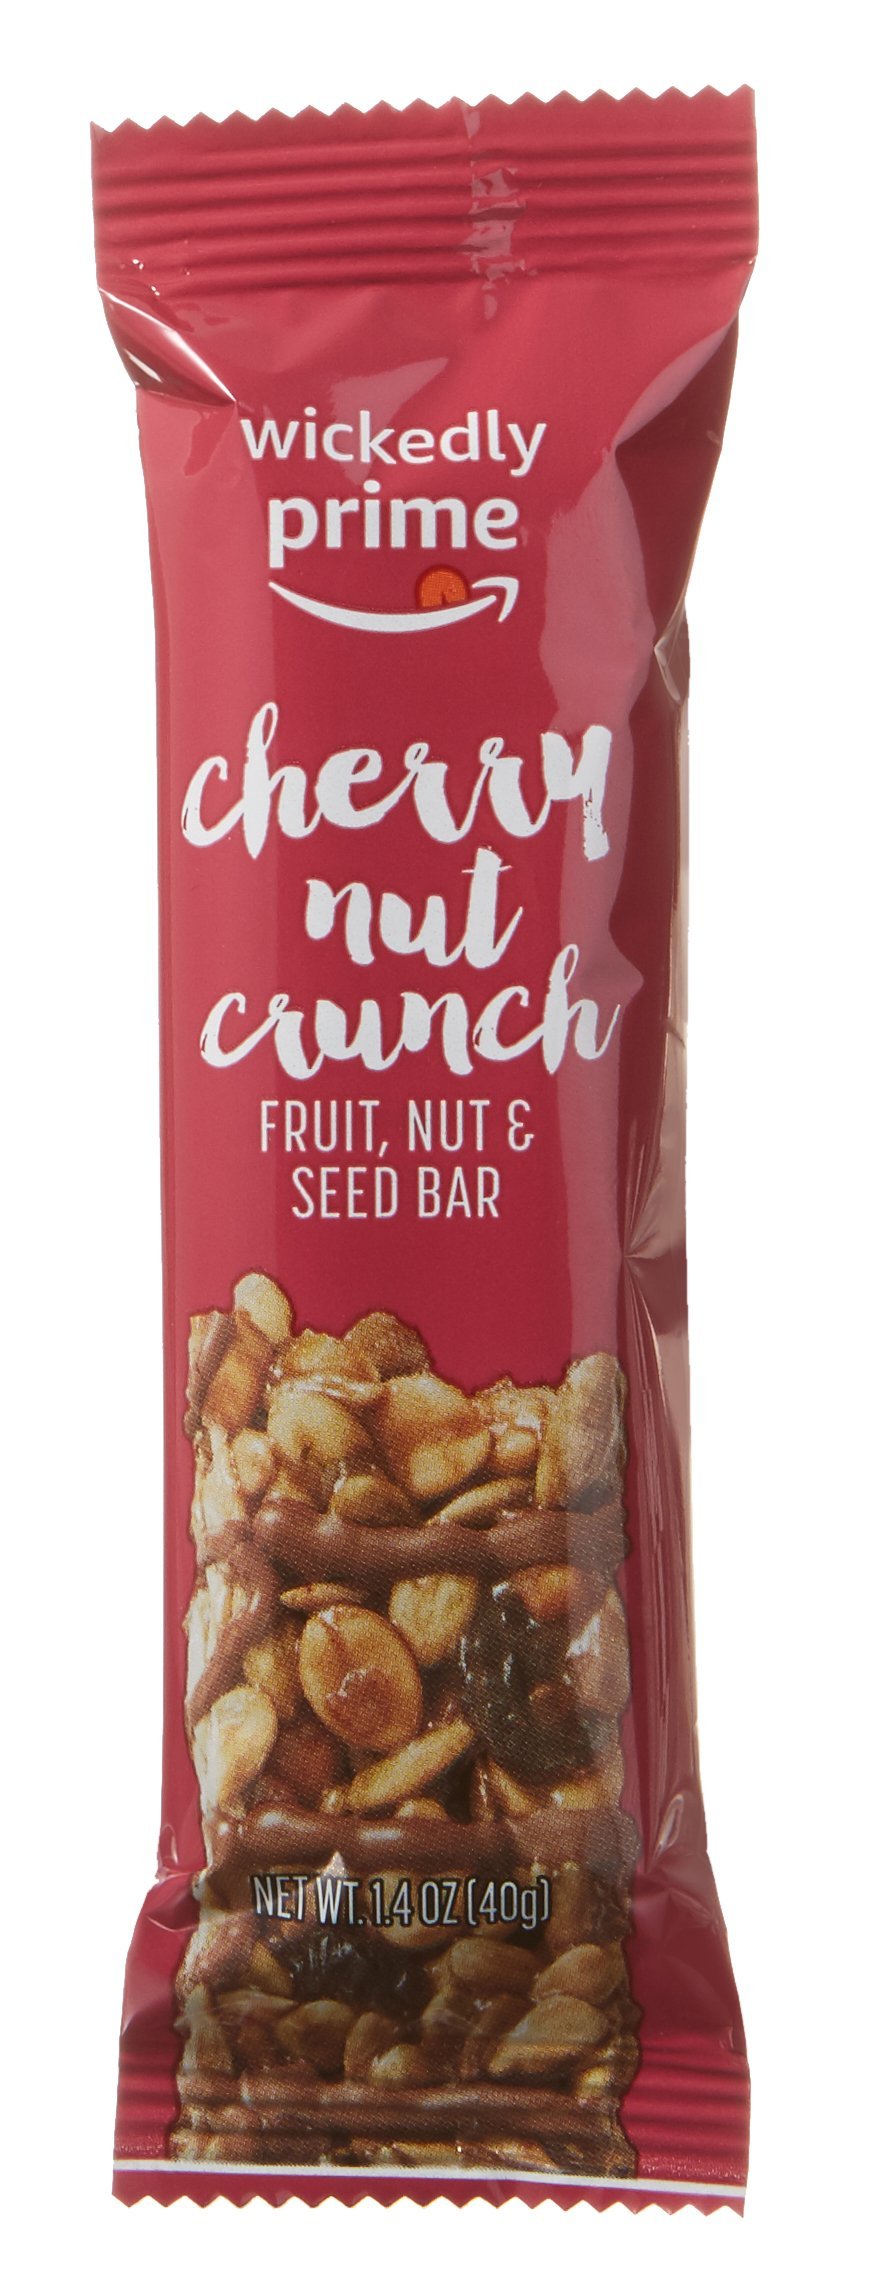 wickedly
prime
cherry
nut
crunch
FRUIT, NUT &
SEED BAR
NET WT. 1.4 OZ (40g)